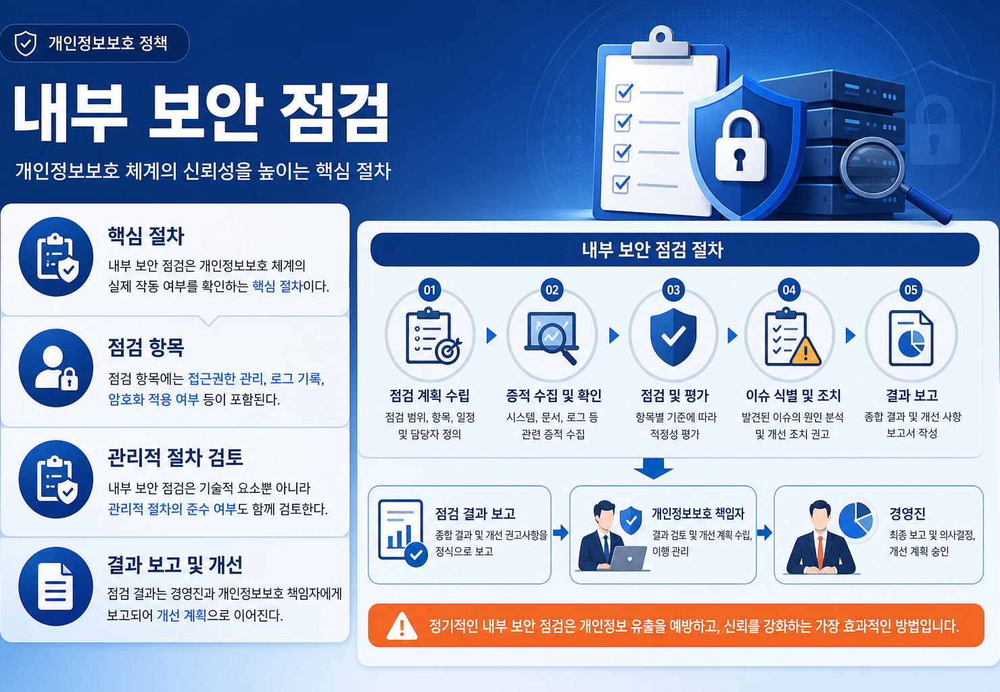 개인정보보호 정책
내부 보안 점검
개인정보보호 체계의 신뢰성을 높이는 핵심 절차
핵심 절차
내부 보안 점검은 개인정보보호 체계의
실제 작동 여부를 확인하는 핵심 절차이다.
점검 항목
점검 항목에는 접근권한 관리, 로그 기록,
암호화 적용 여부 등이 포함된다.
관리적 절차 검토
내부 보안 점검은 기술적 요소뿐 아니라
관리적 절차의 준수 여부도 함께 검토한다.
결과 보고 및 개선
점검 결과는 경영진과 개인정보보호 책임자에게
보고되어 개선 계획으로 이어진다.
내부 보안 점검 절차
01
점검 계획 수립
점검 범위, 항목, 일정
및 담당자 정의
02
증적 수집 및 확인
시스템, 문서, 로그 등
관련 증적 수집
03
점검 및 평가
항목별 기준에 따라
적정성 평가
04
이슈 식별 및 조치
발견된 이슈의 원인 분석
및 개선 조치 권고
05
결과 보고
종합 결과 및 개선 사항
보고서 작성
점검 결과 보고
종합 결과 및 개선 권고사항을
정식으로 보고
개인정보보호 책임자
결과 검토 및 개선 계획 수립,
이행 관리
경영진
최종 보고 및 의사결정,
개선 계획 승인
정기적인 내부 보안 점검은 개인정보 유출을 예방하고, 신뢰를 강화하는 가장 효과적인 방법입니다.